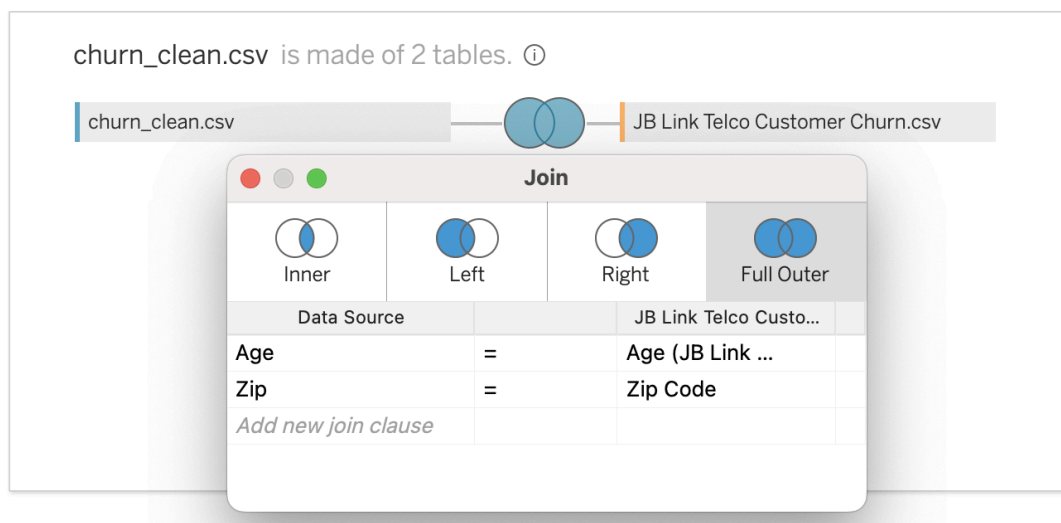 churn_clean.csv is made of 2 tables. ⓘ
churn_clean.csv JB Link Telco Customer Churn.csv
Join
Inner Left Right Full Outer
Data Source JB Link Telco Custo...
Age = Age (JB Link ...
Zip = Zip Code
Add new join clause